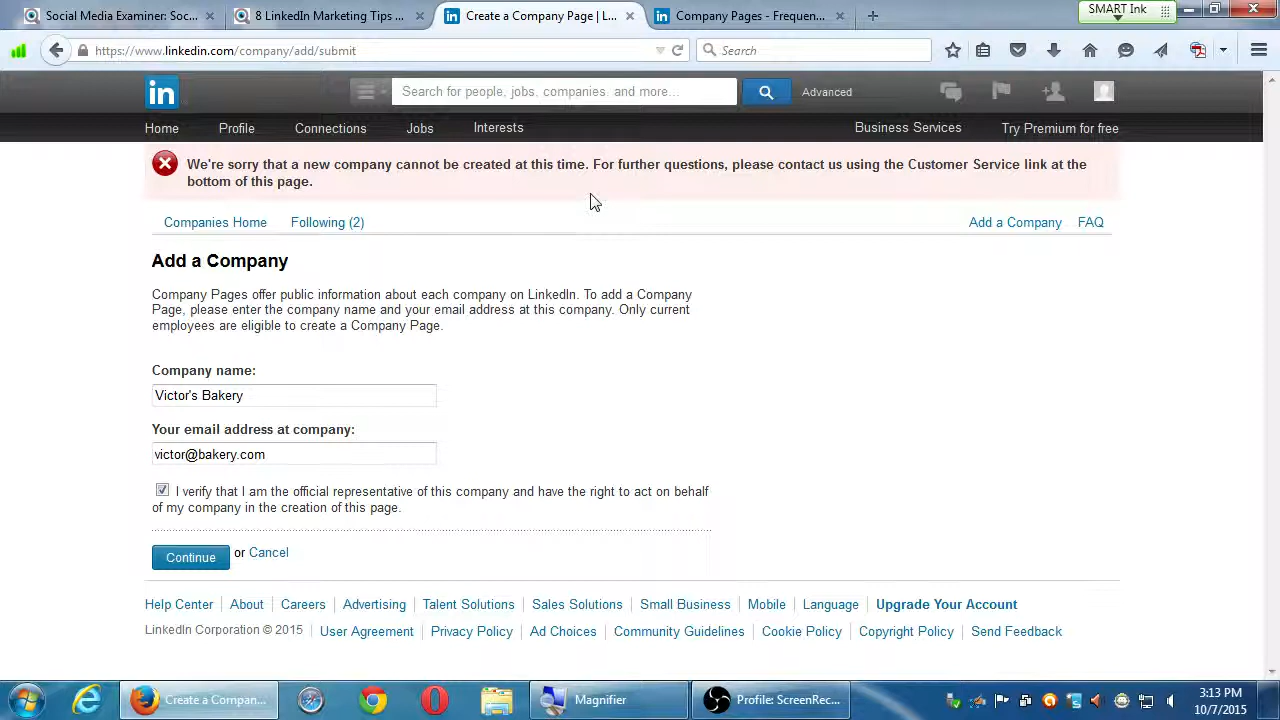 Social Media Examiner: Soc...
8 LinkedIn Marketing Tips ...
Create a Company Page | L...
Company Pages - Frequen...
SMART Ink
https://www.linkedin.com/company/add/submit
Search
in
Search for people, jobs, companies, and more...
Advanced
Home
Profile
Connections
Jobs
Interests
Business Services
Try Premium for free
We're sorry that a new company cannot be created at this time. For further questions, please contact us using the Customer Service link at the
bottom of this page.
Companies Home
Following (2)
Add a Company
FAQ
Add a Company
Company Pages offer public information about each company on LinkedIn. To add a Company
Page, please enter the company name and your email address at this company. Only current
employees are eligible to create a Company Page.
Company name:
Victor's Bakery
Your email address at company:
victor@bakery.com
I verify that I am the official representative of this company and have the right to act on behalf
of my company in the creation of this page.
Continue or Cancel
Help Center
About
Careers
Advertising
Talent Solutions
Sales Solutions
Small Business
Mobile
Language
Upgrade Your Account
LinkedIn Corporation © 2015
User Agreement
Privacy Policy
Ad Choices
Community Guidelines
Cookie Policy
Copyright Policy
Send Feedback
Create a Compan...
Magnifier
Profile: ScreenRec...
3:13 PM
10/7/2015